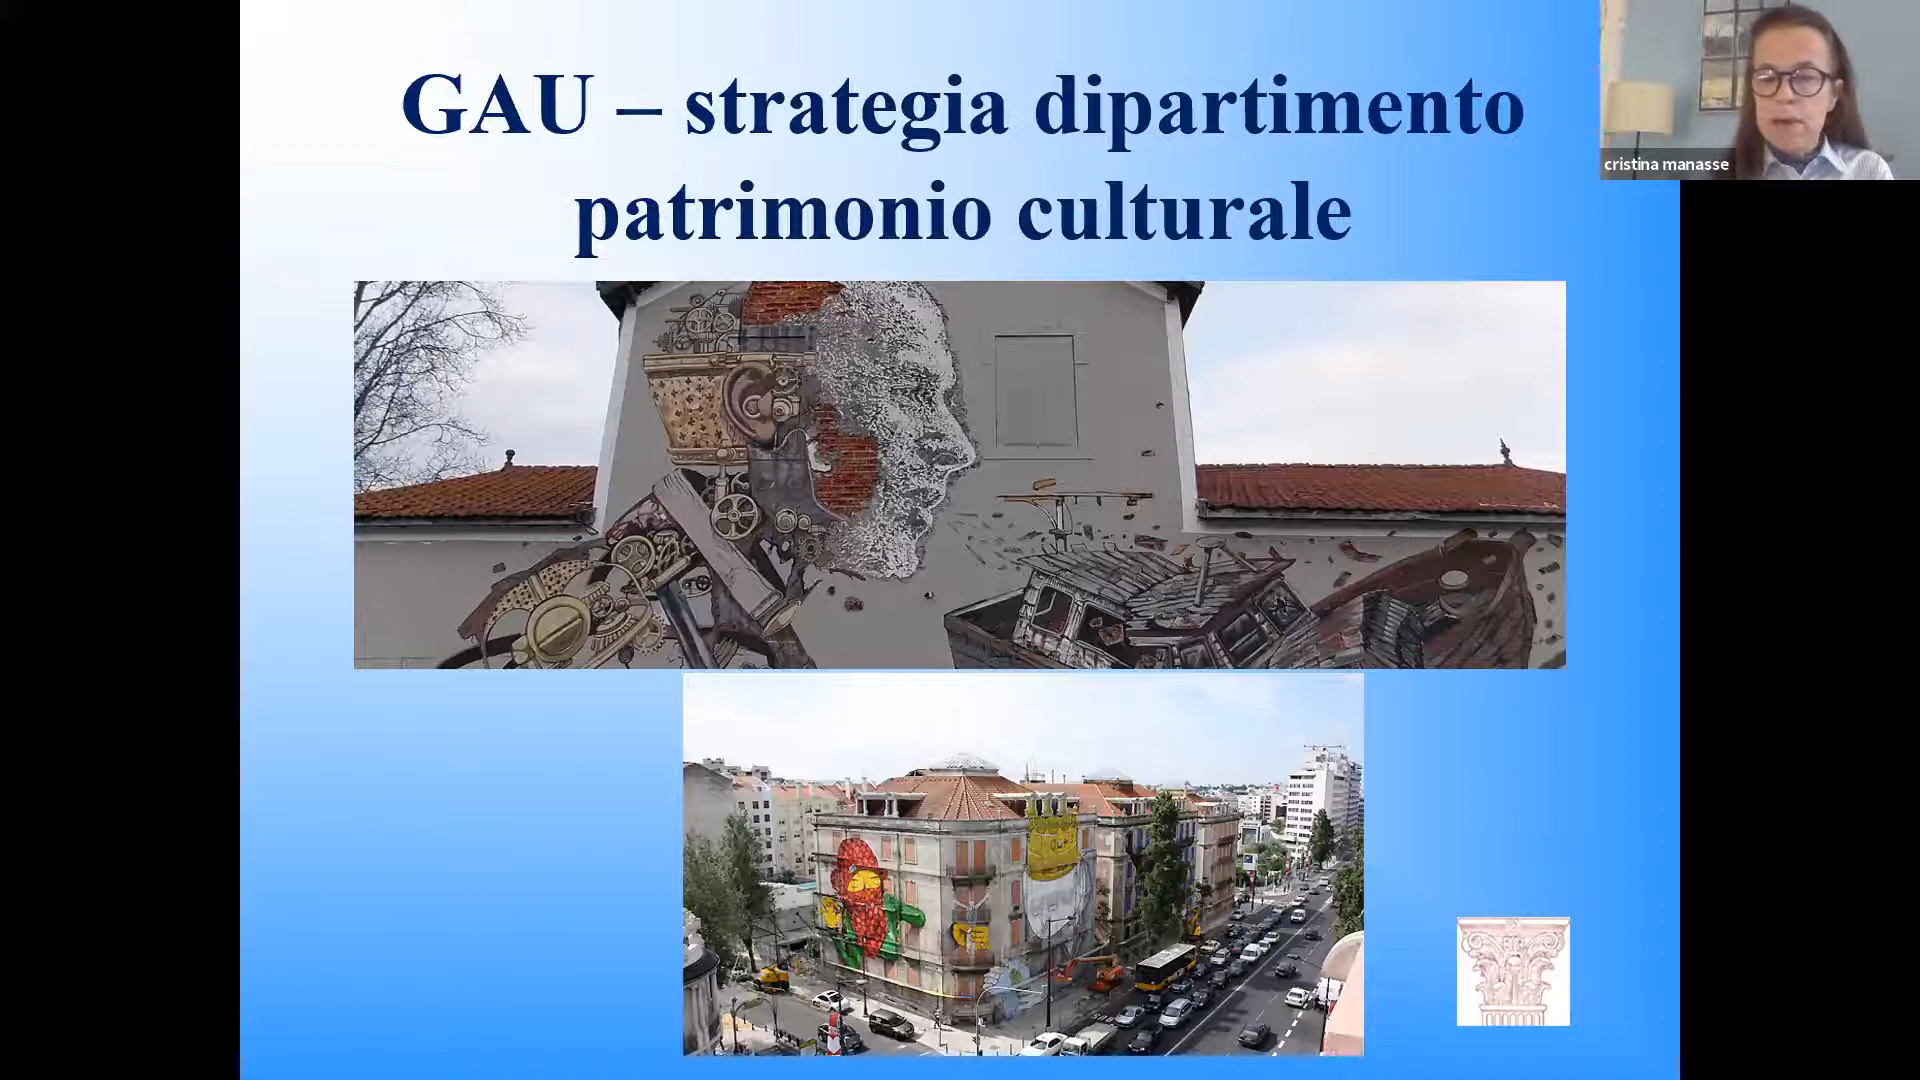 GAU – strategia dipartimento
patrimonio culturale
cristina manasse